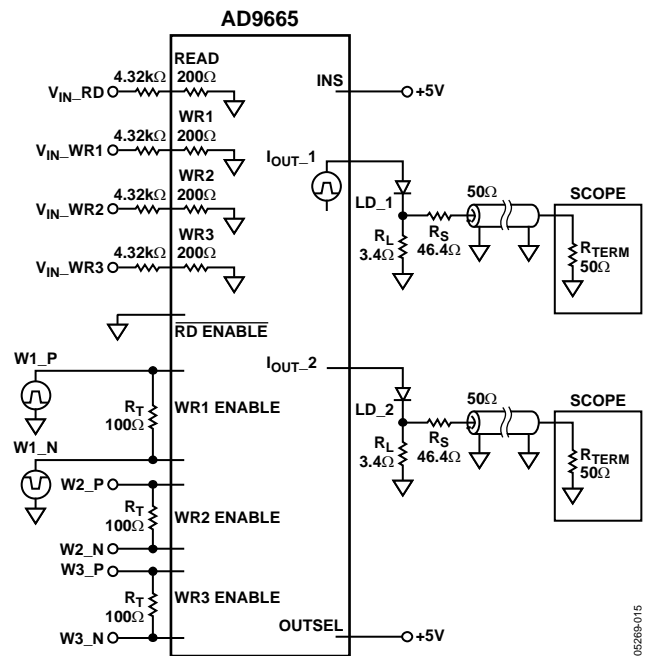 AD9665
READ
4.32kΩ 200Ω
V_IN_RD
INS
+5V
WR1
4.32kΩ 200Ω
V_IN_WR1
I_OUT_1
WR2
4.32kΩ 200Ω
V_IN_WR2
WR3
4.32kΩ 200Ω
V_IN_WR3
LD_1
R_L
3.4Ω
R_S
46.4Ω
50Ω
SCOPE
R_TERM
50Ω
RD ENABLE
W1_P
R_T
100Ω
WR1 ENABLE
W1_N
W2_P
R_T
100Ω
WR2 ENABLE
W2_N
W3_P
R_T
100Ω
WR3 ENABLE
W3_N
I_OUT_2
LD_2
R_L
3.4Ω
R_S
46.4Ω
50Ω
SCOPE
R_TERM
50Ω
OUTSEL
+5V
05269-015